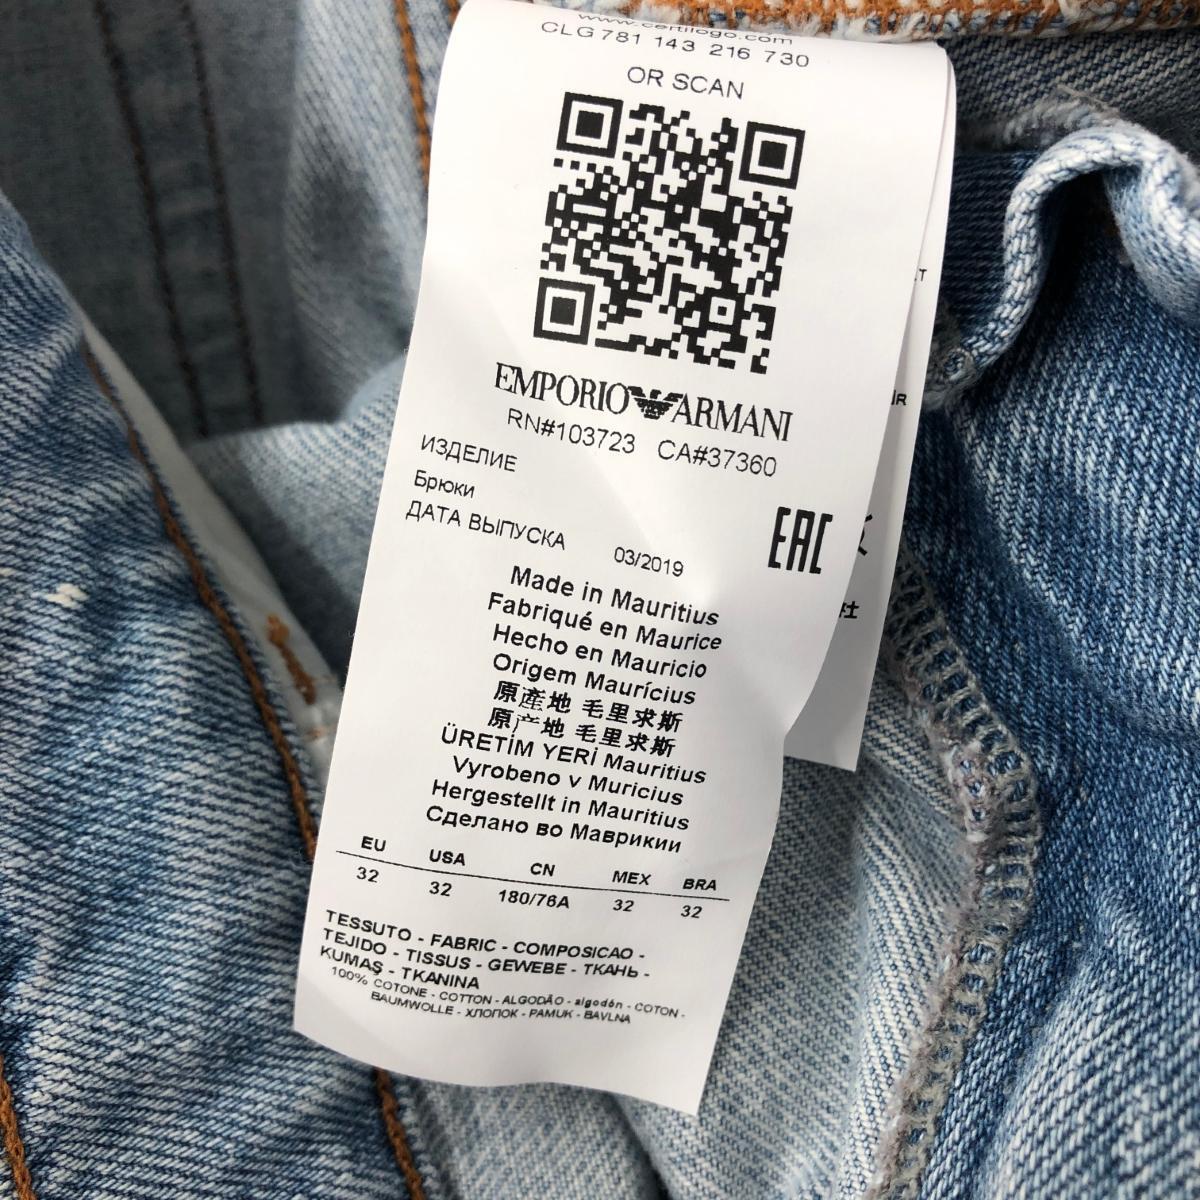 www.certilogo.com
CLG 781 143 216 730
OR SCAN
EMPORIO ARMANI
RN#103723 CA#37360
ИЗДЕЛИЕ
Брюки
ДАТА ВЫПУСКА 03/2019
EAC
Made in Mauritius
Fabriqué en Maurice
Hecho en Mauricio
Origem Maurícius
原產地 毛里求斯
原产地 毛里求斯
ÜRETİM YERİ Mauritius
Vyrobeno v Muricius
Hergestellt in Mauritius
Сделано во Маврикии
EU USA CN MEX BRA
32 32 180/76A 32 32
TESSUTO - FABRIC - COMPOSICAO -
TEJIDO - TISSUS - GEWEBE - ТКАНЬ -
KUMAŞ - TKANINA
100% COTONE - COTTON - ALGODÃO - algodón - COTON -
BAUMWOLLE - ХЛОПОК - PAMUK - BAVLNA